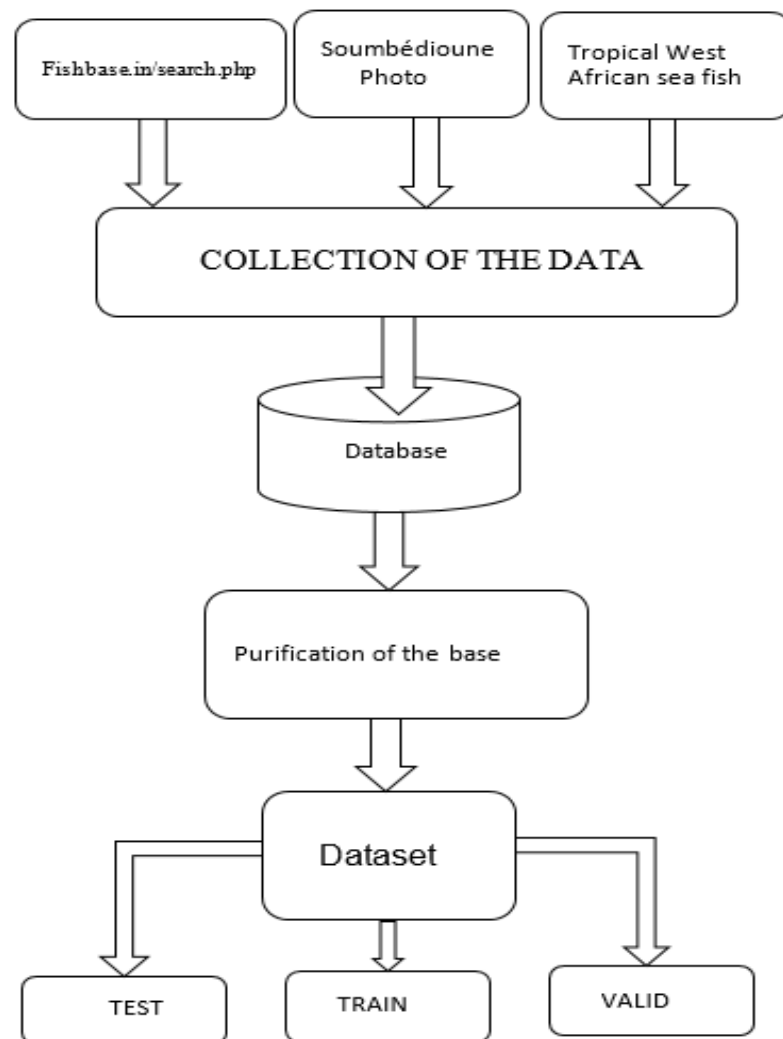 Fishbase.in/search.php
Soumbédioune
Photo
Tropical West
African sea fish
COLLECTION OF THE DATA
Database
Purification of the base
Dataset
TEST
TRAIN
VALID